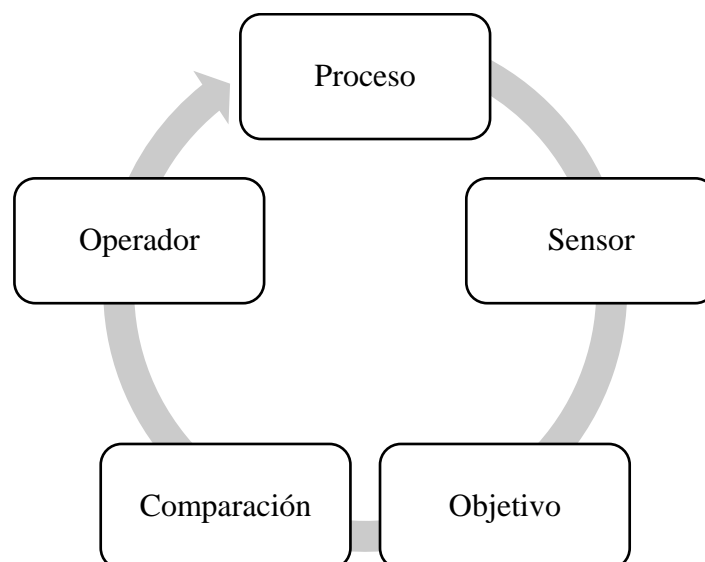 Proceso
Sensor
Objetivo
Comparación
Operador